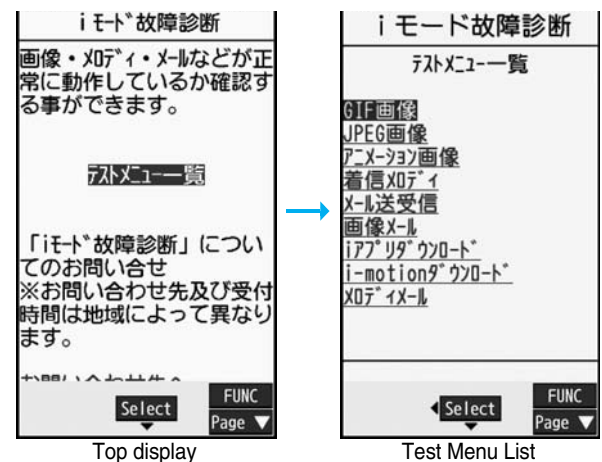 iﾓｰﾄﾞ故障診断
画像・ﾒﾛﾃﾞｨ・ﾒｰﾙなどが正
常に動作しているか確認す
る事ができます。
ﾃｽﾄﾒﾆｭｰ一覧
「iﾓｰﾄﾞ故障診断」につい
てのお問い合せ
※お問い合わせ先及び受付
時間は地域によって異なり
ます。
Select
FUNC
Page ▼
Top display
iモード故障診断
ﾃｽﾄﾒﾆｭｰ一覧
GIF画像
JPEG画像
ｱﾆﾒｰｼｮﾝ画像
着信ﾒﾛﾃﾞｨ
ﾒｰﾙ送受信
画像ﾒｰﾙ
iｱﾌﾟﾘﾀﾞｳﾝﾛｰﾄﾞ
i-motionﾀﾞｳﾝﾛｰﾄﾞ
ﾒﾛﾃﾞｨﾒｰﾙ
Select
FUNC
Page ▼
Test Menu List